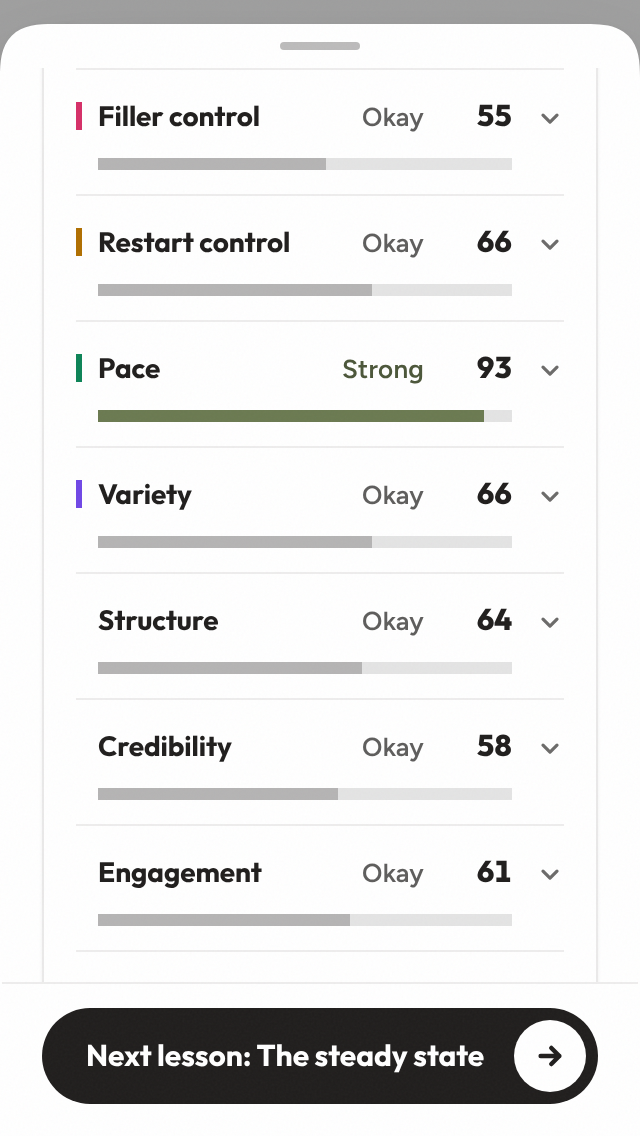 Filler control Okay 55
Restart control Okay 66
Pace Strong 93
Variety Okay 66
Structure Okay 64
Credibility Okay 58
Engagement Okay 61
Next lesson: The steady state